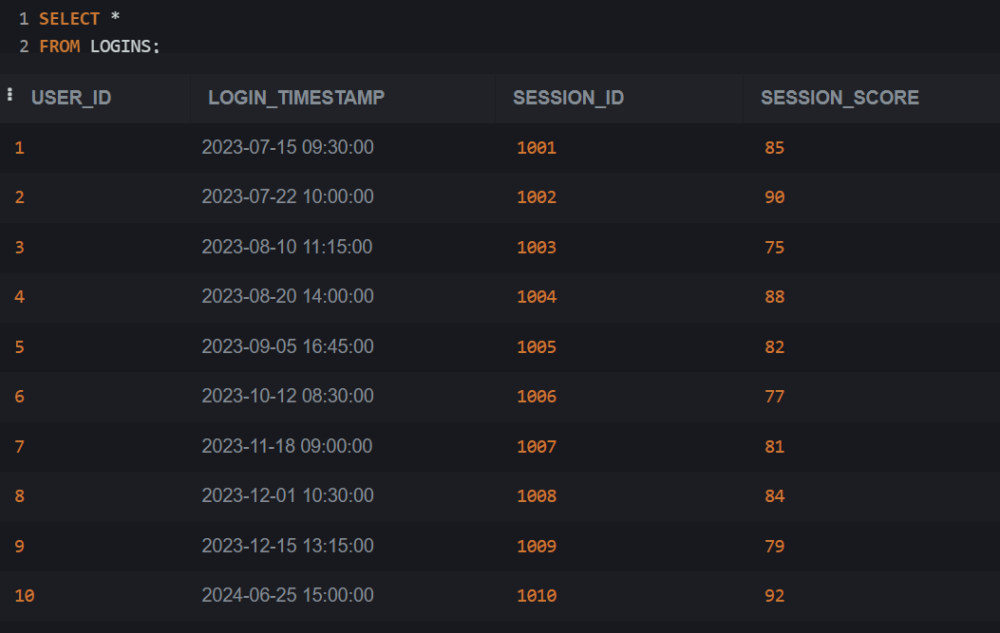 1 SELECT *
2 FROM LOGINS;
USER_ID LOGIN_TIMESTAMP SESSION_ID SESSION_SCORE
1 2023-07-15 09:30:00 1001 85
2 2023-07-22 10:00:00 1002 90
3 2023-08-10 11:15:00 1003 75
4 2023-08-20 14:00:00 1004 88
5 2023-09-05 16:45:00 1005 82
6 2023-10-12 08:30:00 1006 77
7 2023-11-18 09:00:00 1007 81
8 2023-12-01 10:30:00 1008 84
9 2023-12-15 13:15:00 1009 79
10 2024-06-25 15:00:00 1010 92